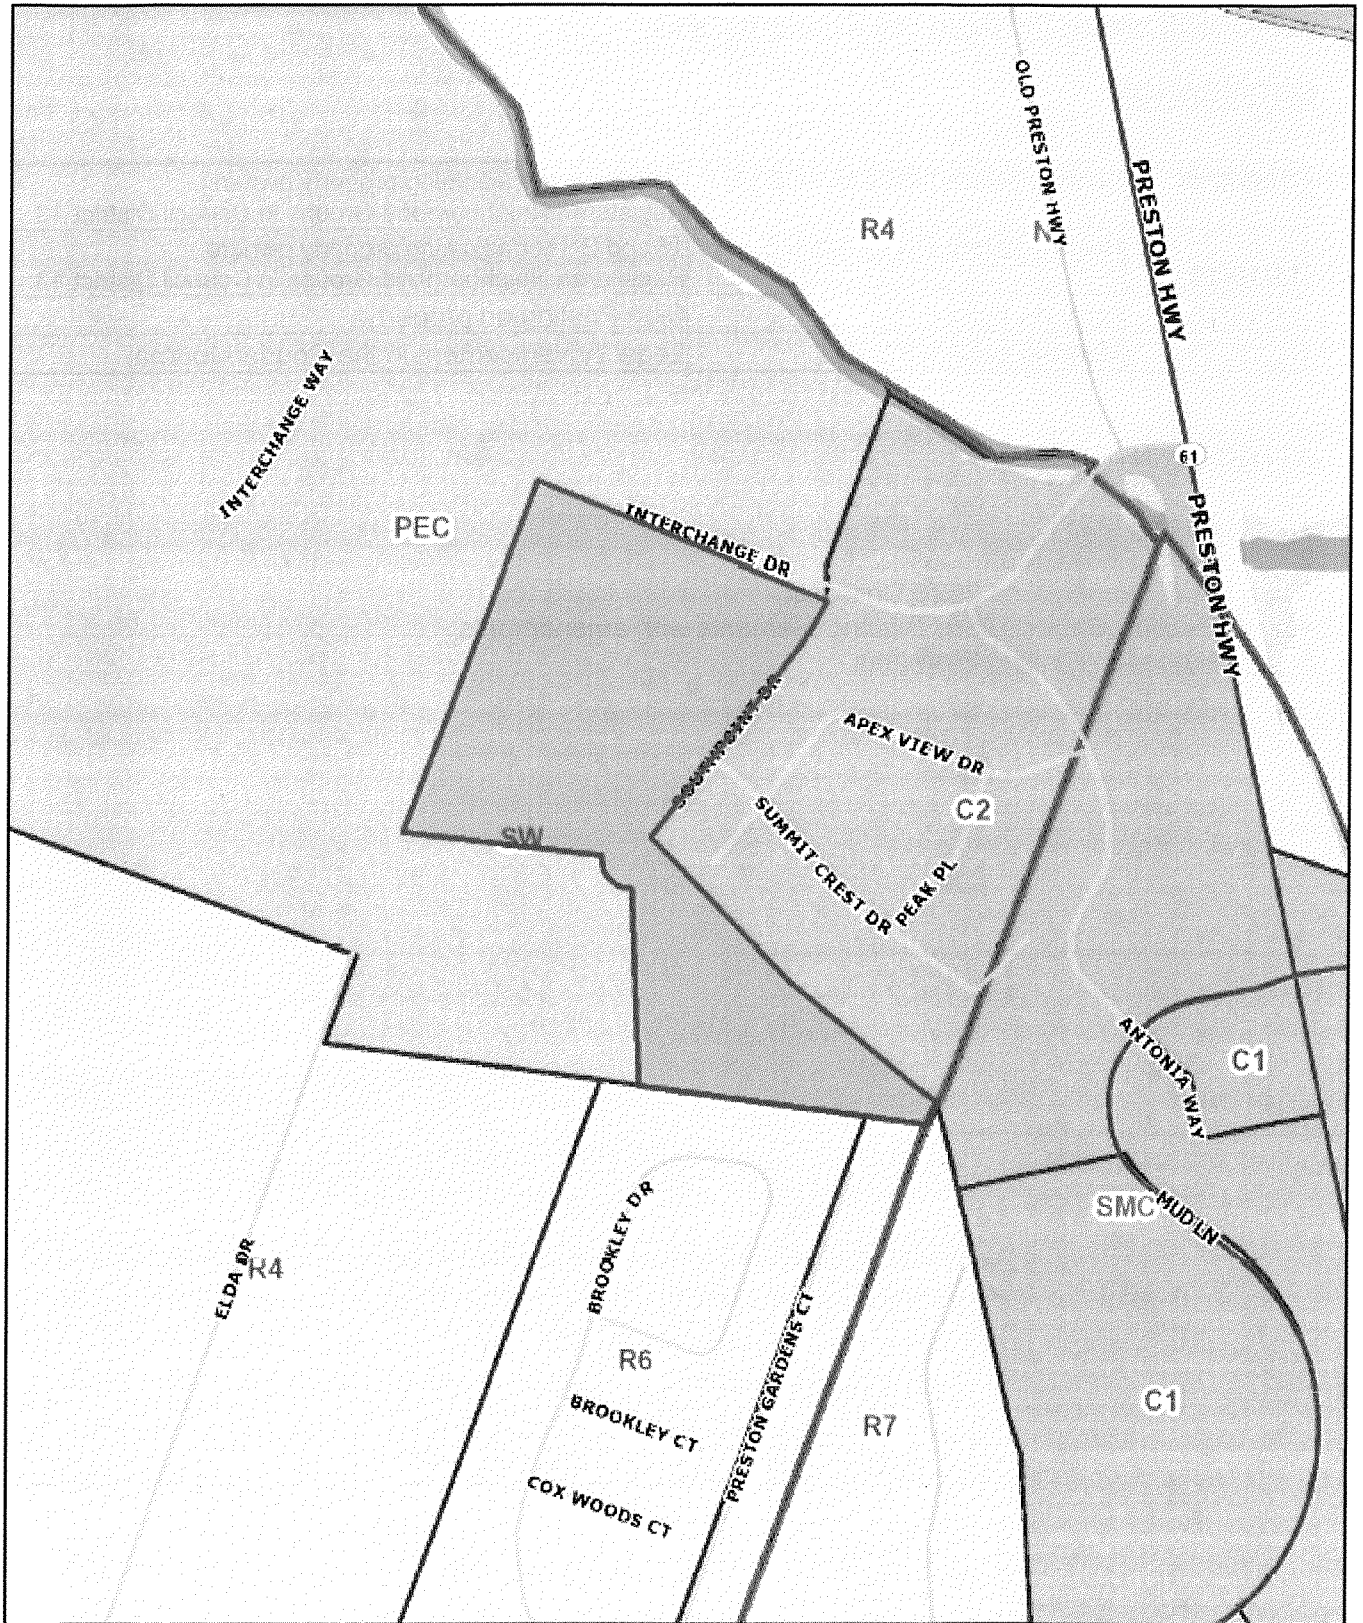 OLD PRESTON HWY
PRESTON HWY
R4
N
INTERCHANGE WAY
61
PRESTON HWY
PEC
INTERCHANGE DR
SOUTHPOINT DR
APEX VIEW DR
SUMMIT CREST DR
C2
SW
PEAK PL
ANTONIA WAY
C1
SMC
MUD LN
BROOKLEY DR
ELDA DR
R4
PRESTON GARDENS CT
R6
C1
BROOKLEY CT
R7
COX WOODS CT